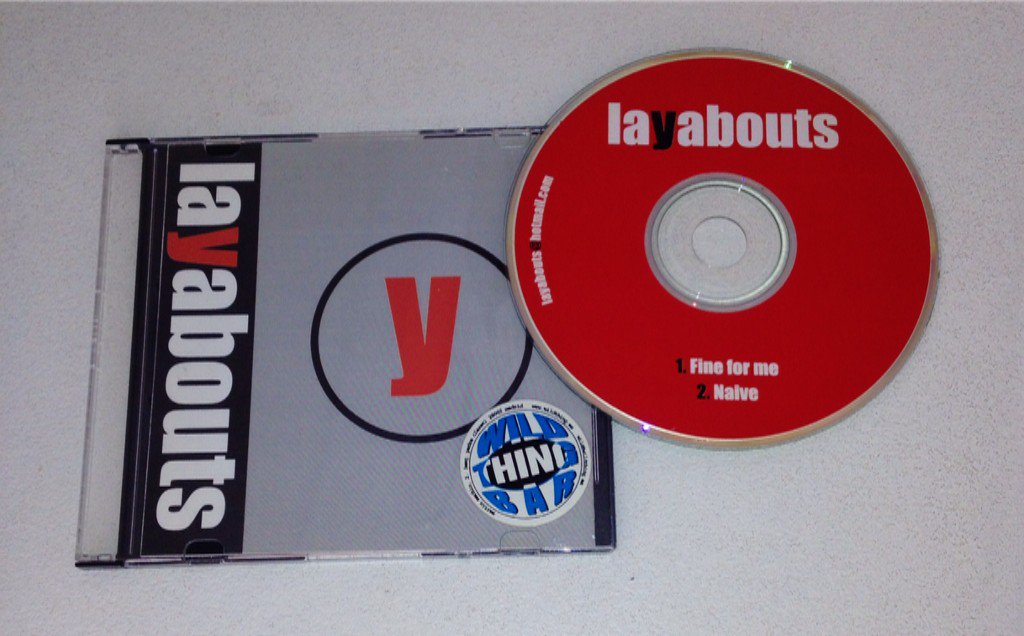 layabouts
y
WILD
THING
BAR
layabouts
layabouts@hotmail.com
1. Fine for me
2. Naive